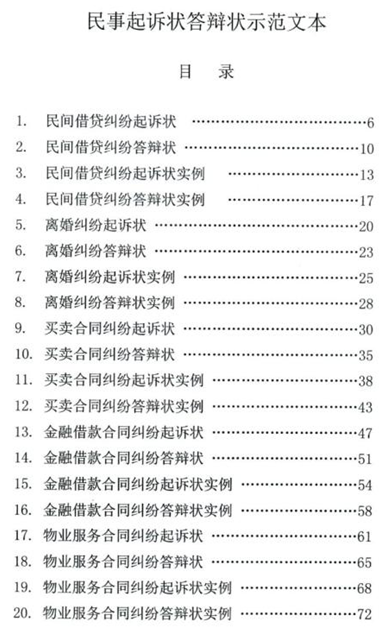 民事起诉状答辩状示范文本
目 录
1. 民间借贷纠纷起诉状 ……………………………6
2. 民间借贷纠纷答辩状 ……………………………10
3. 民间借贷纠纷起诉状实例 ………………………13
4. 民间借贷纠纷答辩状实例 ………………………17
5. 离婚纠纷起诉状 …………………………………20
6. 离婚纠纷答辩状 …………………………………23
7. 离婚纠纷起诉状实例 ……………………………25
8. 离婚纠纷答辩状实例 ……………………………28
9. 买卖合同纠纷起诉状 ……………………………30
10. 买卖合同纠纷答辩状 ……………………………35
11. 买卖合同纠纷起诉状实例 ………………………38
12. 买卖合同纠纷答辩状实例 ………………………43
13. 金融借款合同纠纷起诉状 ………………………47
14. 金融借款合同纠纷答辩状 ………………………51
15. 金融借款合同纠纷起诉状实例 …………………54
16. 金融借款合同纠纷答辩状实例 …………………58
17. 物业服务合同纠纷起诉状 ………………………61
18. 物业服务合同纠纷答辩状 ………………………65
19. 物业服务合同纠纷起诉状实例 …………………68
20. 物业服务合同纠纷答辩状实例 …………………72